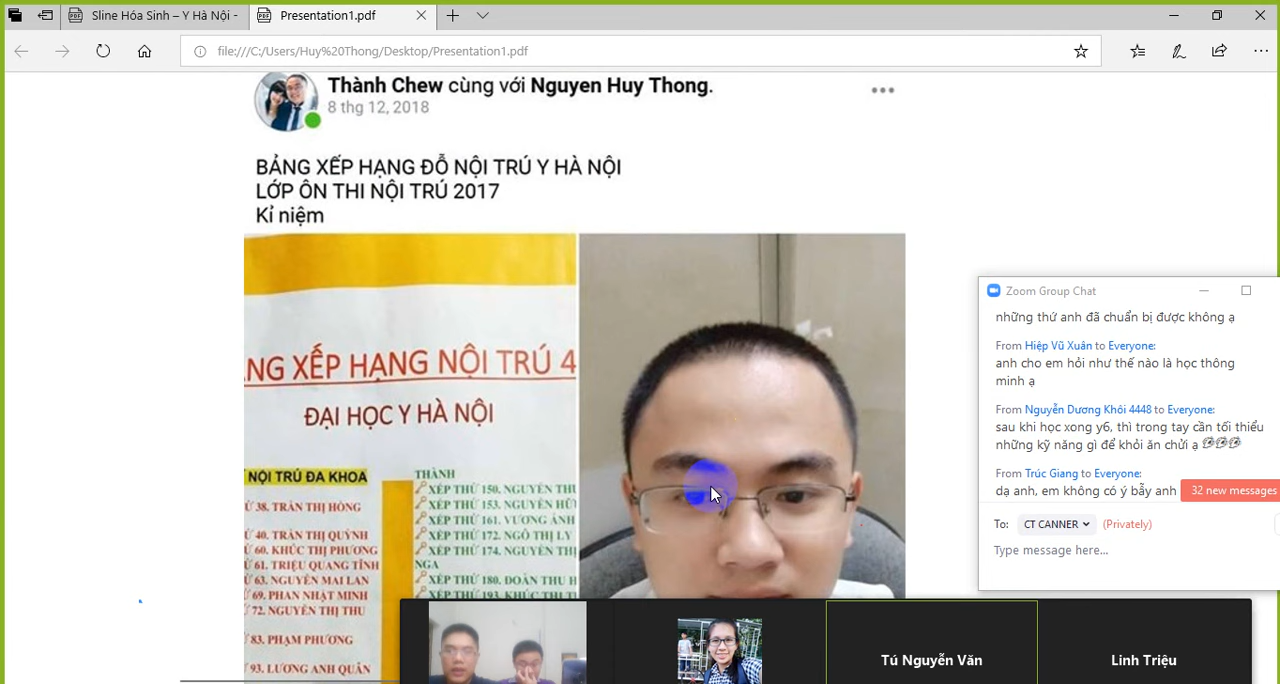 Sline Hóa Sinh – Y Hà Nội -
Presentation1.pdf
file:///C:/Users/Huy%20Thong/Desktop/Presentation1.pdf
Thành Chew cùng với Nguyen Huy Thong.
8 thg 12, 2018
BẢNG XẾP HẠNG ĐỖ NỘI TRÚ Y HÀ NỘI
LỚP ÔN THI NỘI TRÚ 2017
Kỉ niệm
NG XẾP HẠNG NỘI TRÚ 4
ĐẠI HỌC Y HÀ NỘI
NỘI TRÚ ĐA KHOA
38. TRẦN THỊ HỒNG
40. TRẦN THỊ QUỲNH
60. KHÚC THỊ PHƯƠNG
61. TRIỆU QUANG TĨNH
63. NGUYỄN MAI LAN
69. PHAN NHẬT MINH
72. NGUYỄN THỊ THU
83. PHẠM PHƯƠNG
93. LƯƠNG ANH QUÂN
THÀNH
XẾP THỨ 150. NGUYỄN THU
XẾP THỨ 153. NGUYỄN HỮU
XẾP THỨ 161. VƯƠNG ÁNH
XẾP THỨ 172. NGÔ THỊ LY
XẾP THỨ 174. NGUYỄN THỊ
NGA
XẾP THỨ 180. ĐOÀN THU H
XẾP THỨ 193. KHÚC THỊ
Zoom Group Chat
những thứ anh đã chuẩn bị được không ạ
From Hiệp Vũ Xuân to Everyone:
anh cho em hỏi như thế nào là học thông
minh ạ
From Nguyễn Dương Khôi 4448 to Everyone:
sau khi học xong y6, thì trong tay cần tối thiểu
những kỹ năng gì để khỏi ăn chửi ạ
From Trúc Giang to Everyone:
dạ anh, em không có ý bẫy anh
32 new messages
To: CT CANNER (Privately)
Type message here...
Tú Nguyễn Văn
Linh Triệu